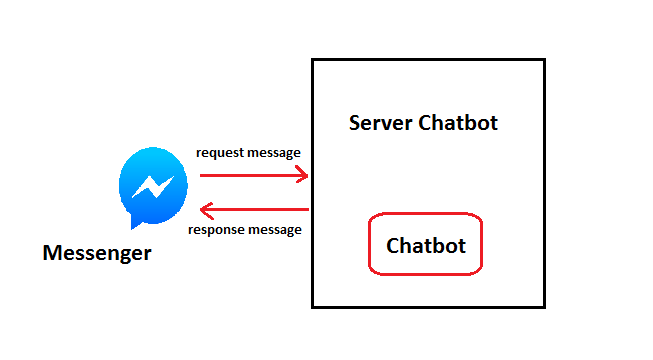 Server Chatbot
request message
response message
Chatbot
Messenger